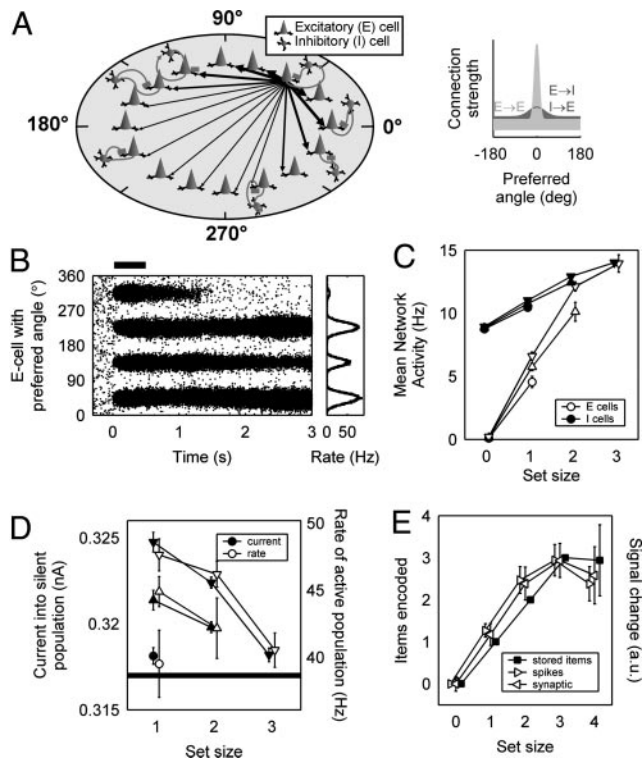 A
90°
Excitatory (E) cell
Inhibitory (I) cell
180°
0°
270°
Connection
strength
E→E
E→I
I→E
-180
0
180
Preferred
angle (deg)
B
E-cell with
preferred angle (°)
360
270
180
90
0
0
1
2
3
Time (s)
0 50
Rate (Hz)
C
Mean Network
Activity (Hz)
15
10
5
0
E cells
I cells
0
1
2
3
Set size
D
Current into silent
population (nA)
0.325
0.32
0.315
current
rate
50
45
40
Rate of active population (Hz)
1
2
3
Set size
E
Items encoded
4
3
2
1
0
stored items
spikes
synaptic
Signal change (a.u.)
0
1
2
3
4
Set size